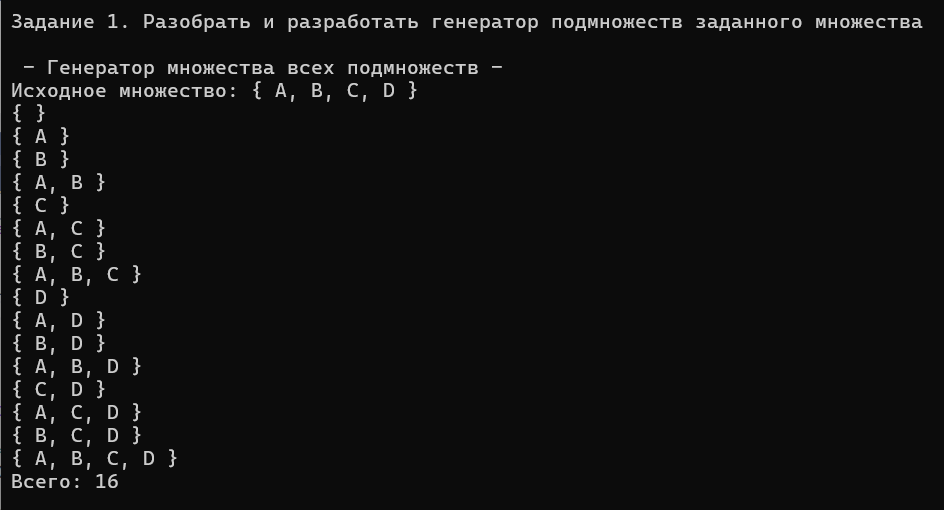 Задание 1. Разобрать и разработать генератор подмножеств заданного множества
- Генератор множества всех подмножеств -
Исходное множество: { A, B, C, D }
{ }
{ A }
{ B }
{ A, B }
{ C }
{ A, C }
{ B, C }
{ A, B, C }
{ D }
{ A, D }
{ B, D }
{ A, B, D }
{ C, D }
{ A, C, D }
{ B, C, D }
{ A, B, C, D }
Всего: 16